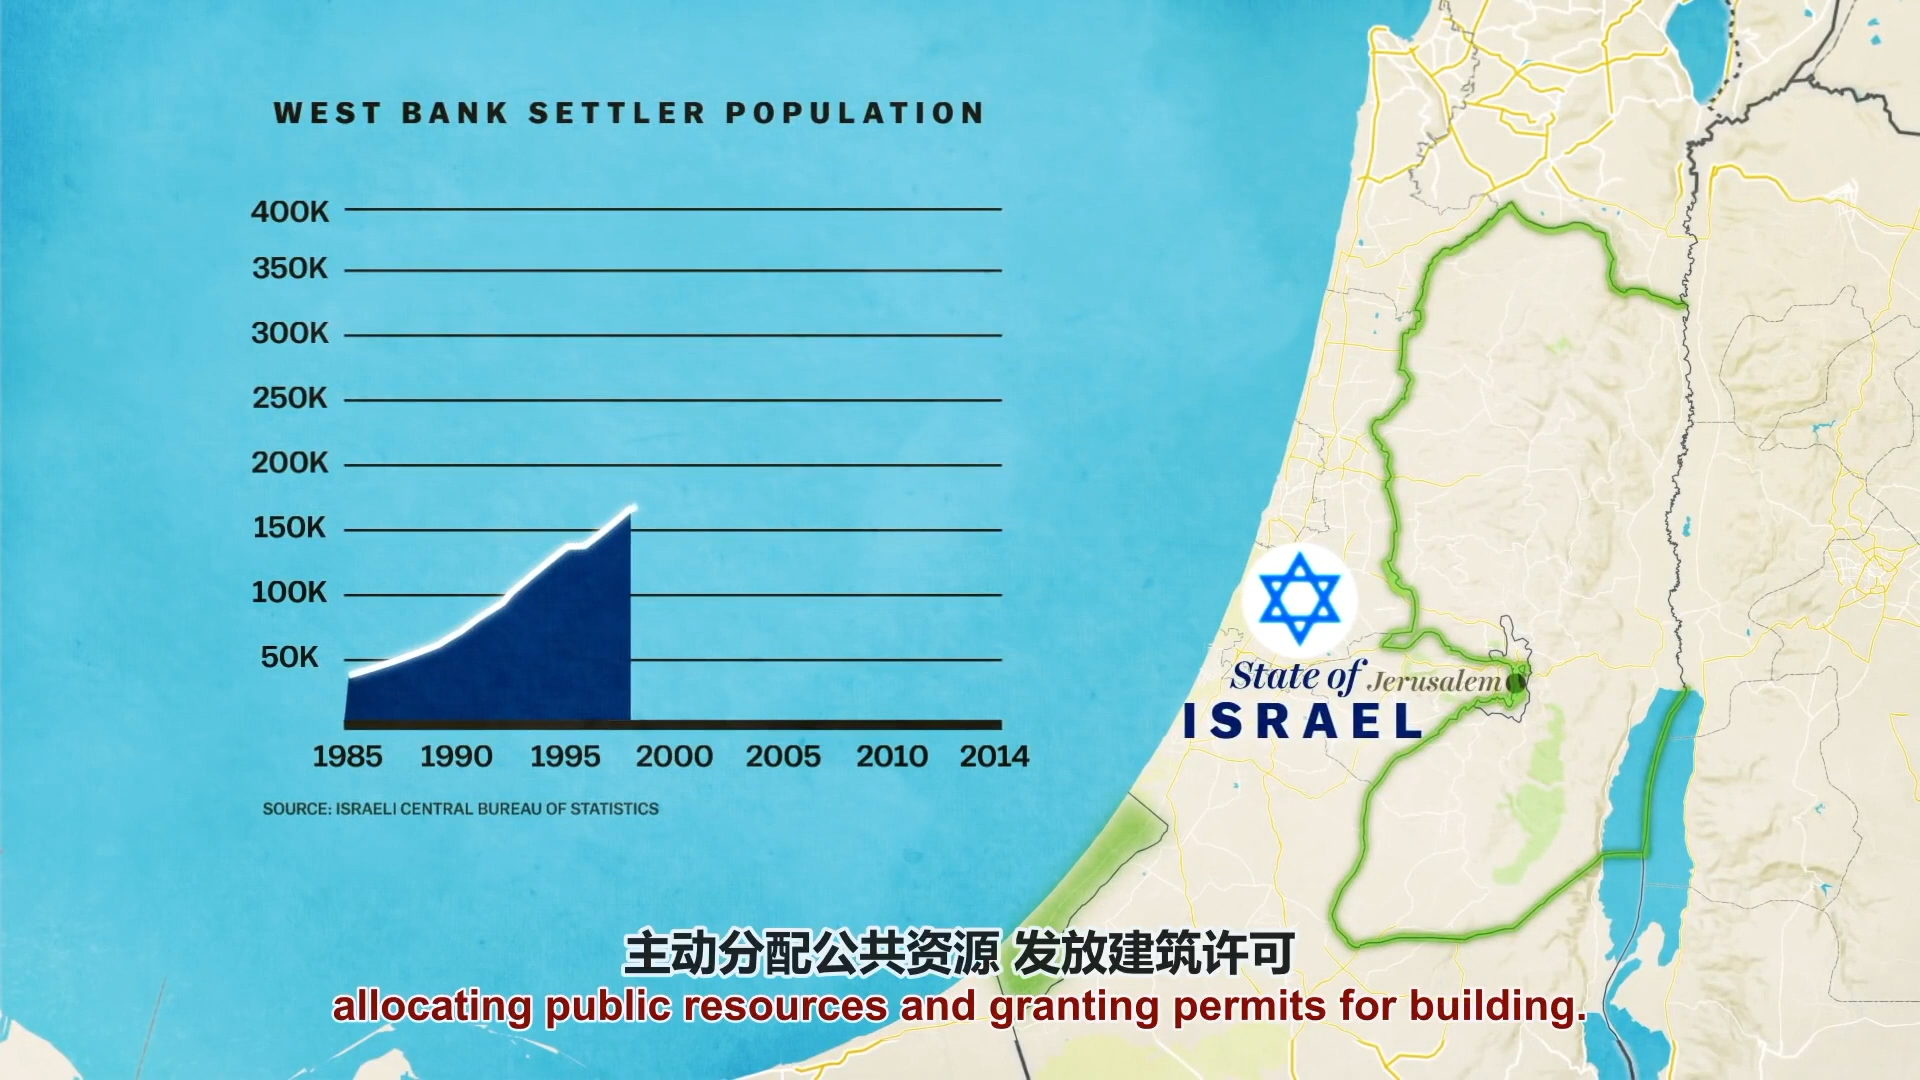 WEST BANK SETTLER POPULATION
400K
350K
300K
250K
200K
150K
100K
50K
1985 1990 1995 2000 2005 2010 2014
SOURCE: ISRAELI CENTRAL BUREAU OF STATISTICS
State of
ISRAEL
Jerusalem
主动分配公共资源 发放建筑许可
allocating public resources and granting permits for building.